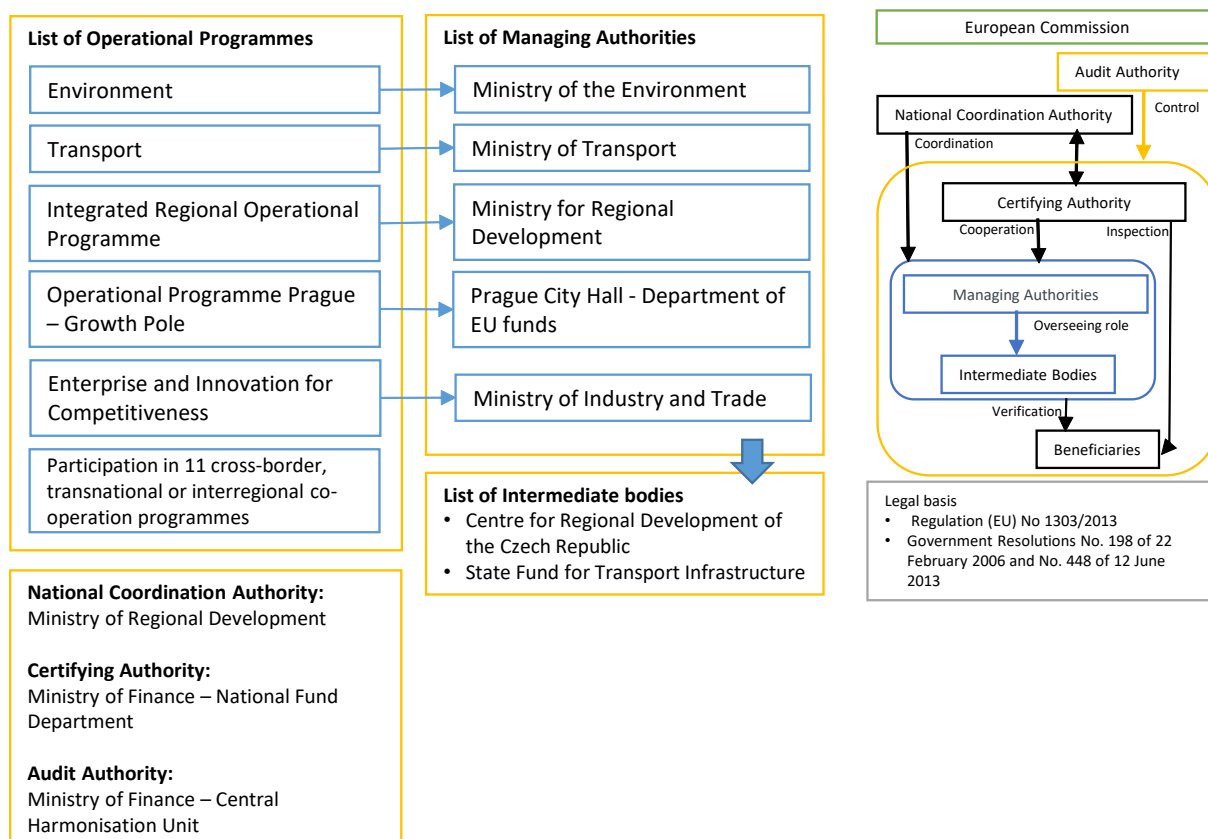 List of Operational Programmes
Environment
Transport
Integrated Regional Operational
Programme
Operational Programme Prague
– Growth Pole
Enterprise and Innovation for
Competitiveness
Participation in 11 cross-border,
transnational or interregional co-
operation programmes
List of Managing Authorities
Ministry of the Environment
Ministry of Transport
Ministry for Regional
Development
Prague City Hall - Department of
EU funds
Ministry of Industry and Trade
List of Intermediate bodies
• Centre for Regional Development of
the Czech Republic
• State Fund for Transport Infrastructure
National Coordination Authority:
Ministry of Regional Development
Certifying Authority:
Ministry of Finance – National Fund
Department
Audit Authority:
Ministry of Finance – Central
Harmonisation Unit
European Commission
Audit Authority
Control
National Coordination Authority
Coordination
Certifying Authority
Cooperation
Inspection
Managing Authorities
Overseeing role
Intermediate Bodies
Verification
Beneficiaries
Legal basis
• Regulation (EU) No 1303/2013
• Government Resolutions No. 198 of 22
February 2006 and No. 448 of 12 June
2013